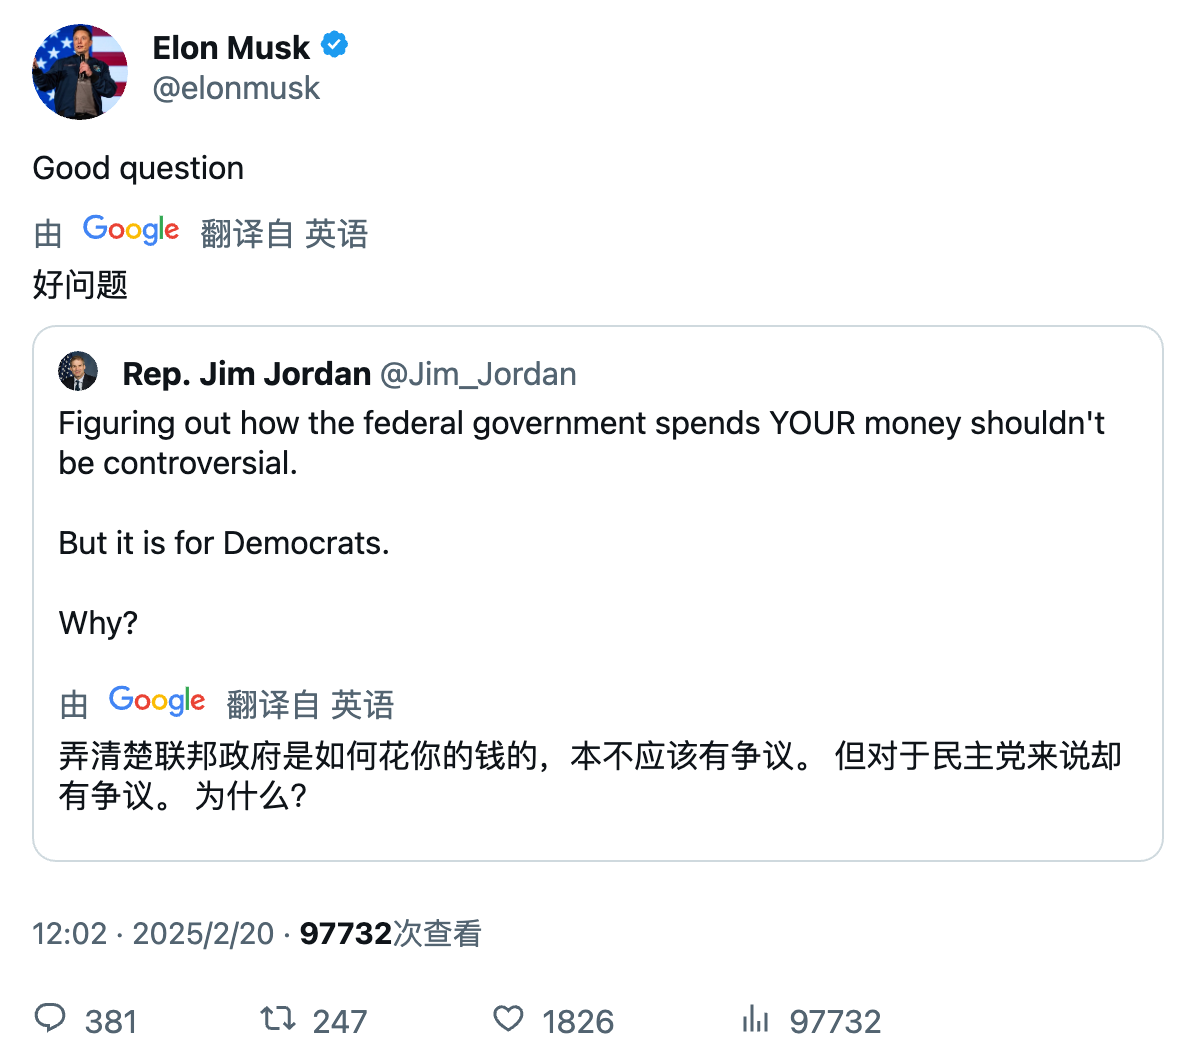 Elon Musk
@elonmusk
Good question
由 Google 翻译自 英语
好问题
Rep. Jim Jordan @Jim_Jordan
Figuring out how the federal government spends YOUR money shouldn't
be controversial.
But it is for Democrats.
Why?
由 Google 翻译自 英语
弄清楚联邦政府是如何花你的钱的，本不应该有争议。 但对于民主党来说却
有争议。 为什么?
12:02 · 2025/2/20 · 97732次查看
381 247 1826 97732